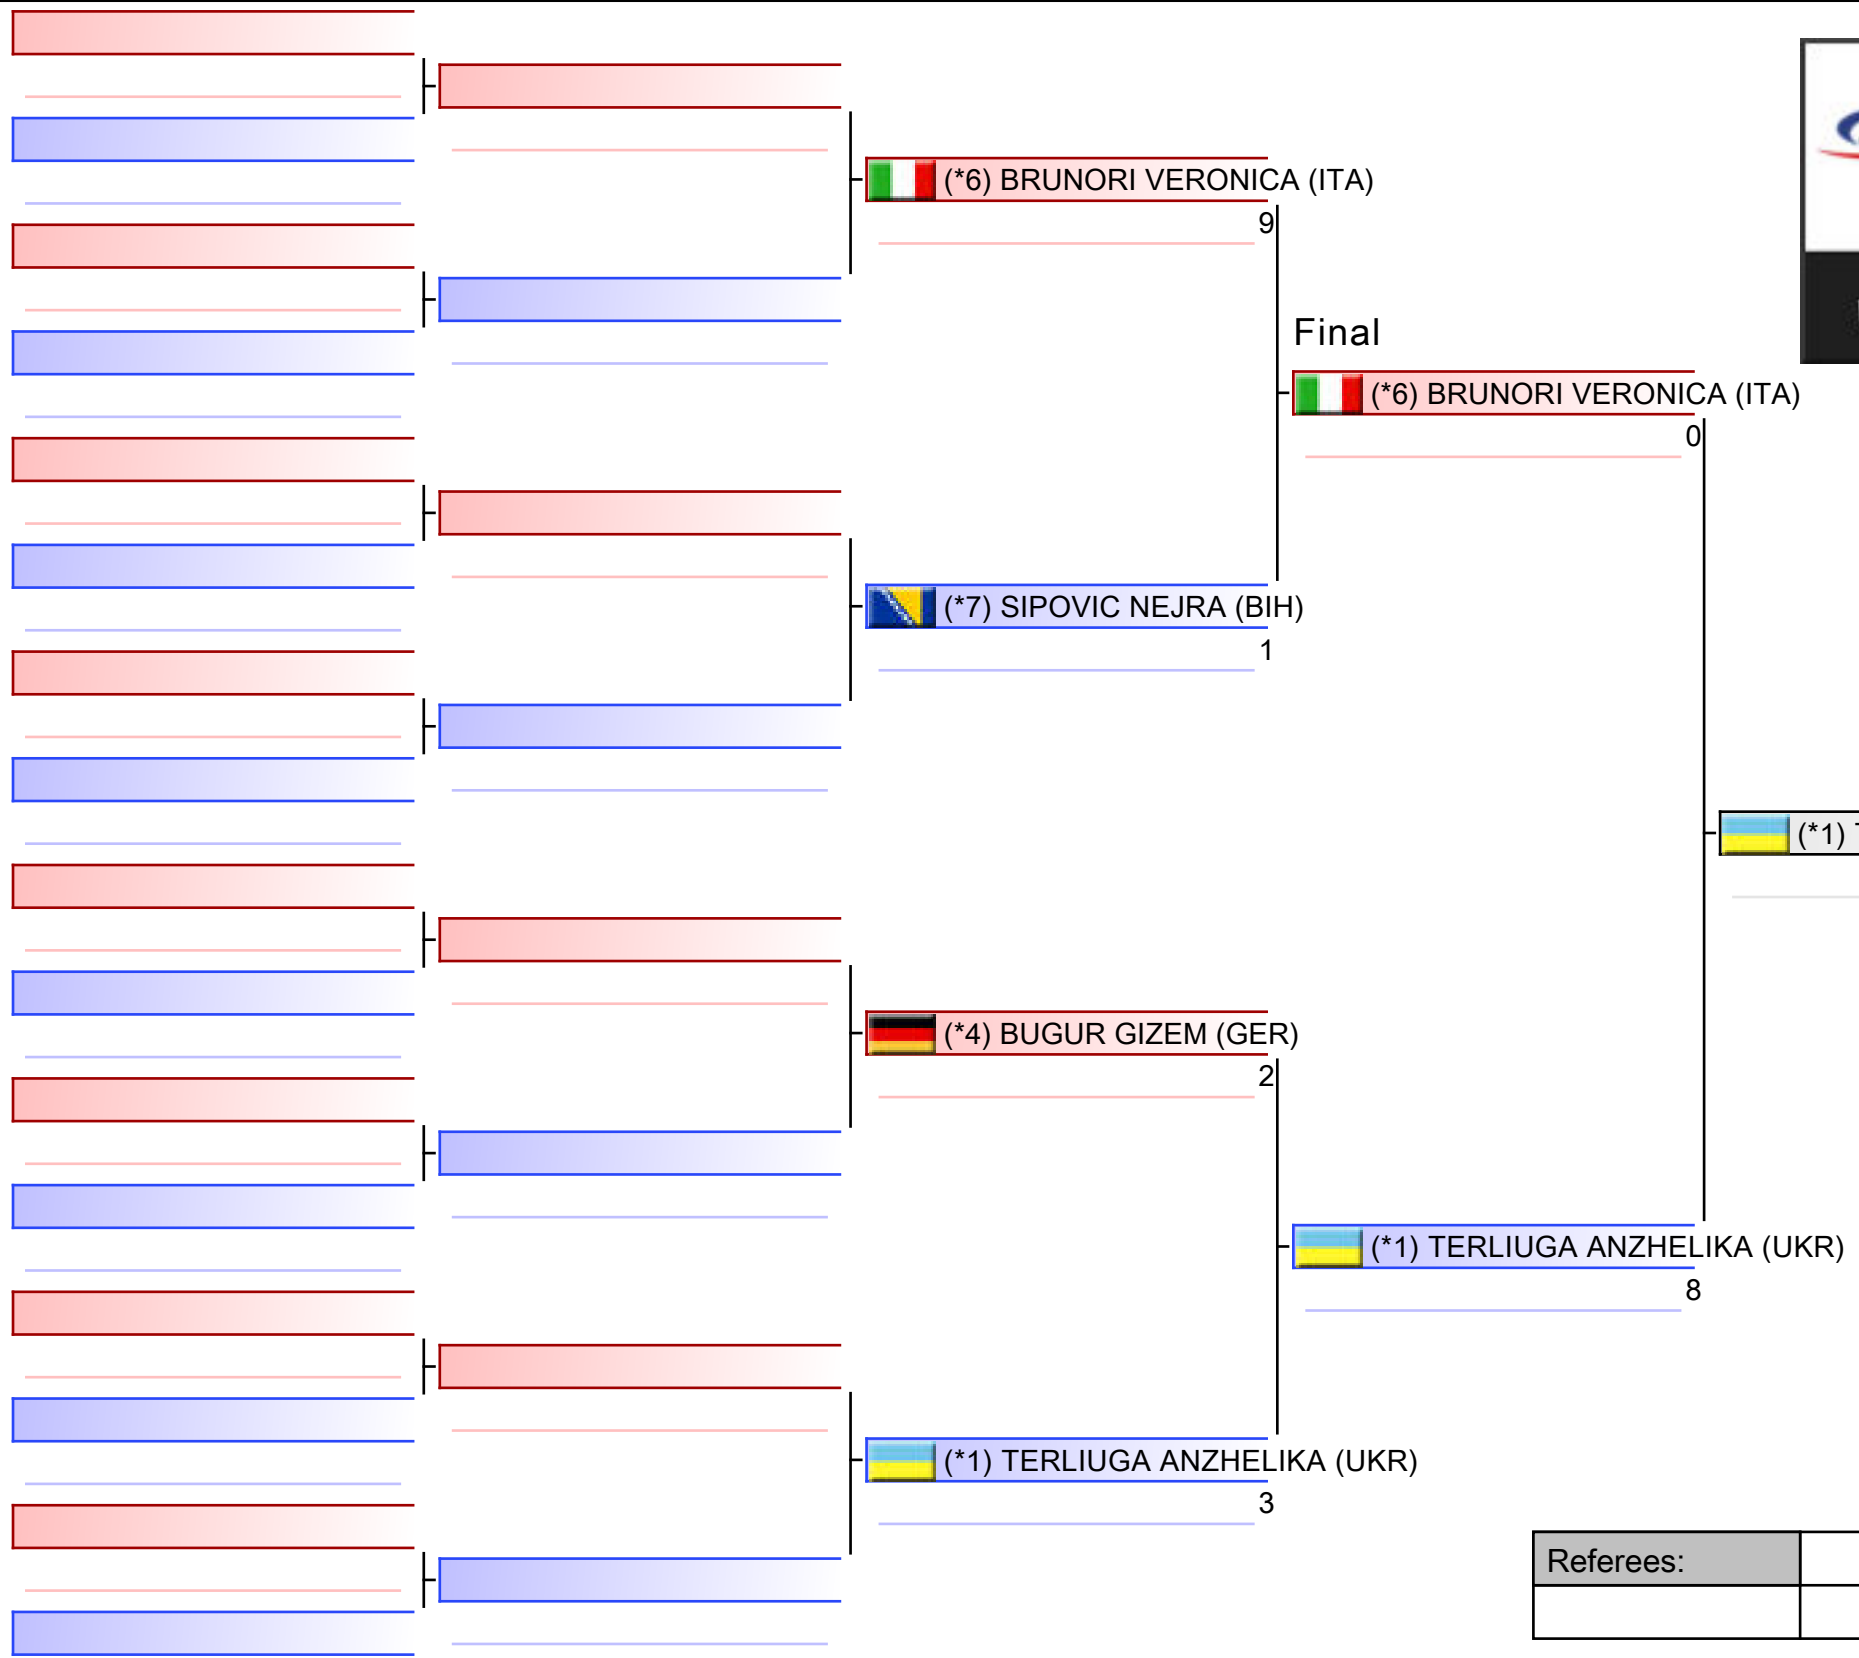 (*6) BRUNORI VERONICA (ITA)
9
Final
(*6) BRUNORI VERONICA (ITA)
0
(*7) SIPOVIC NEJRA (BIH)
1
(*1)
(*4) BUGUR GIZEM (GER)
2
(*1) TERLIUGA ANZHELIKA (UKR)
8
(*1) TERLIUGA ANZHELIKA (UKR)
3
Referees: